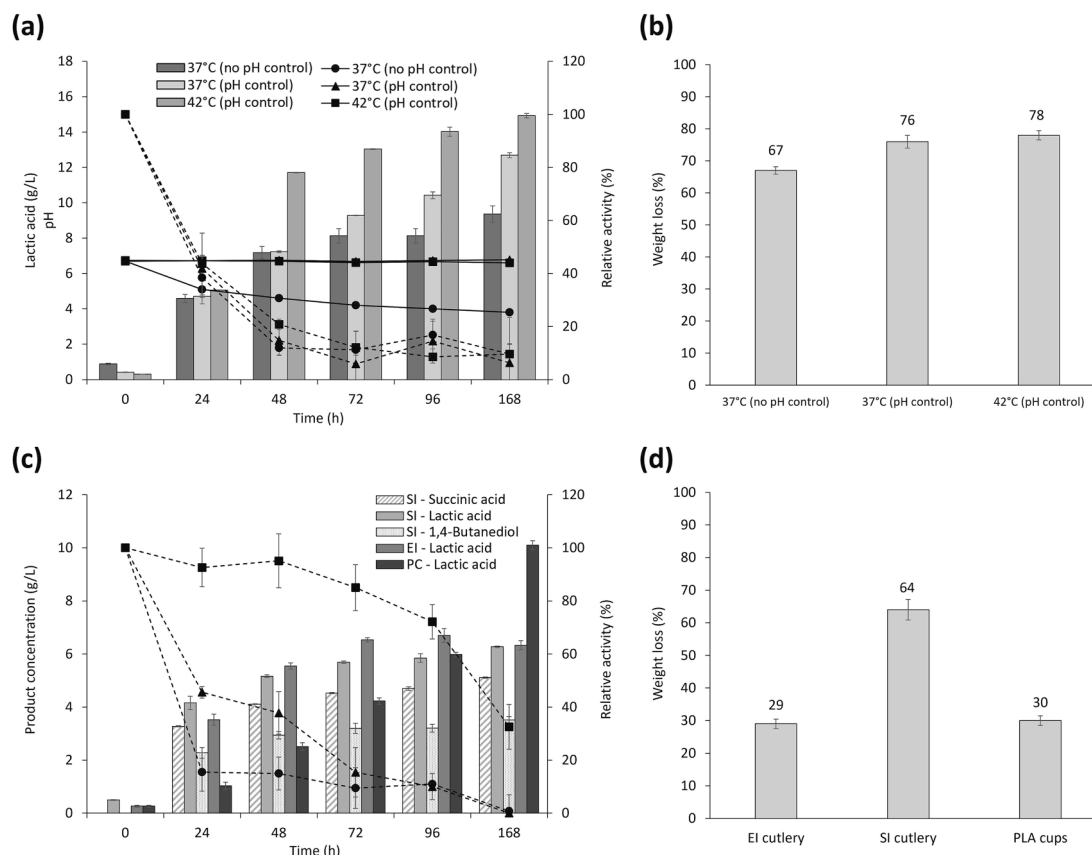 (a)
18
16
14
12
10
8
6
4
2
0
Lactic acid (g/L)
pH
37°C (no pH control)
37°C (pH control)
42°C (pH control)
37°C (no pH control)
37°C (pH control)
42°C (pH control)
120
100
80
60
40
20
0
Relative activity (%)
0 24 48 72 96 168
Time (h)
(b)
100
90
80
70
60
50
40
30
20
10
0
Weight loss (%)
67
76
78
37°C (no pH control) 37°C (pH control) 42°C (pH control)
(c)
12
10
8
6
4
2
0
Product concentration (g/L)
SI - Succinic acid
SI - Lactic acid
SI - 1,4-Butanediol
EI - Lactic acid
PC - Lactic acid
120
100
80
60
40
20
0
Relative activity (%)
0 24 48 72 96 168
Time (h)
(d)
100
90
80
70
60
50
40
30
20
10
0
Weight loss (%)
29
64
30
EI cutlery SI cutlery PLA cups